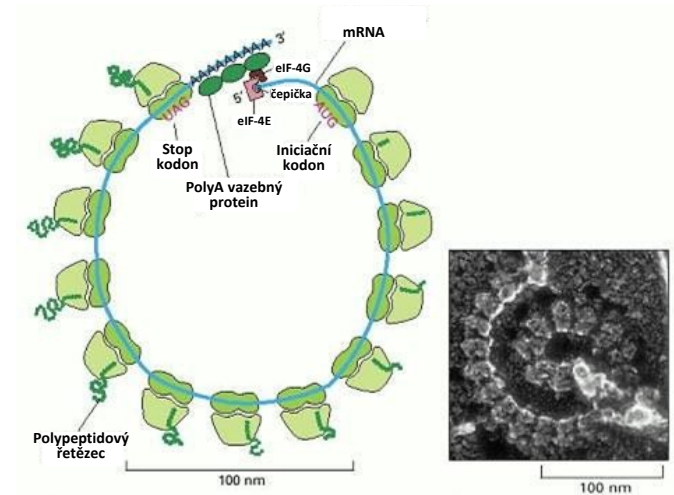 mRNA
AAAAAAAAA 3'
eIF-4G
5' čepička
eIF-4E
UAG
AUG
Stop
kodon
Iniciační
kodon
PolyA vazebný
protein
Polypeptidový
řetězec
100 nm
100 nm